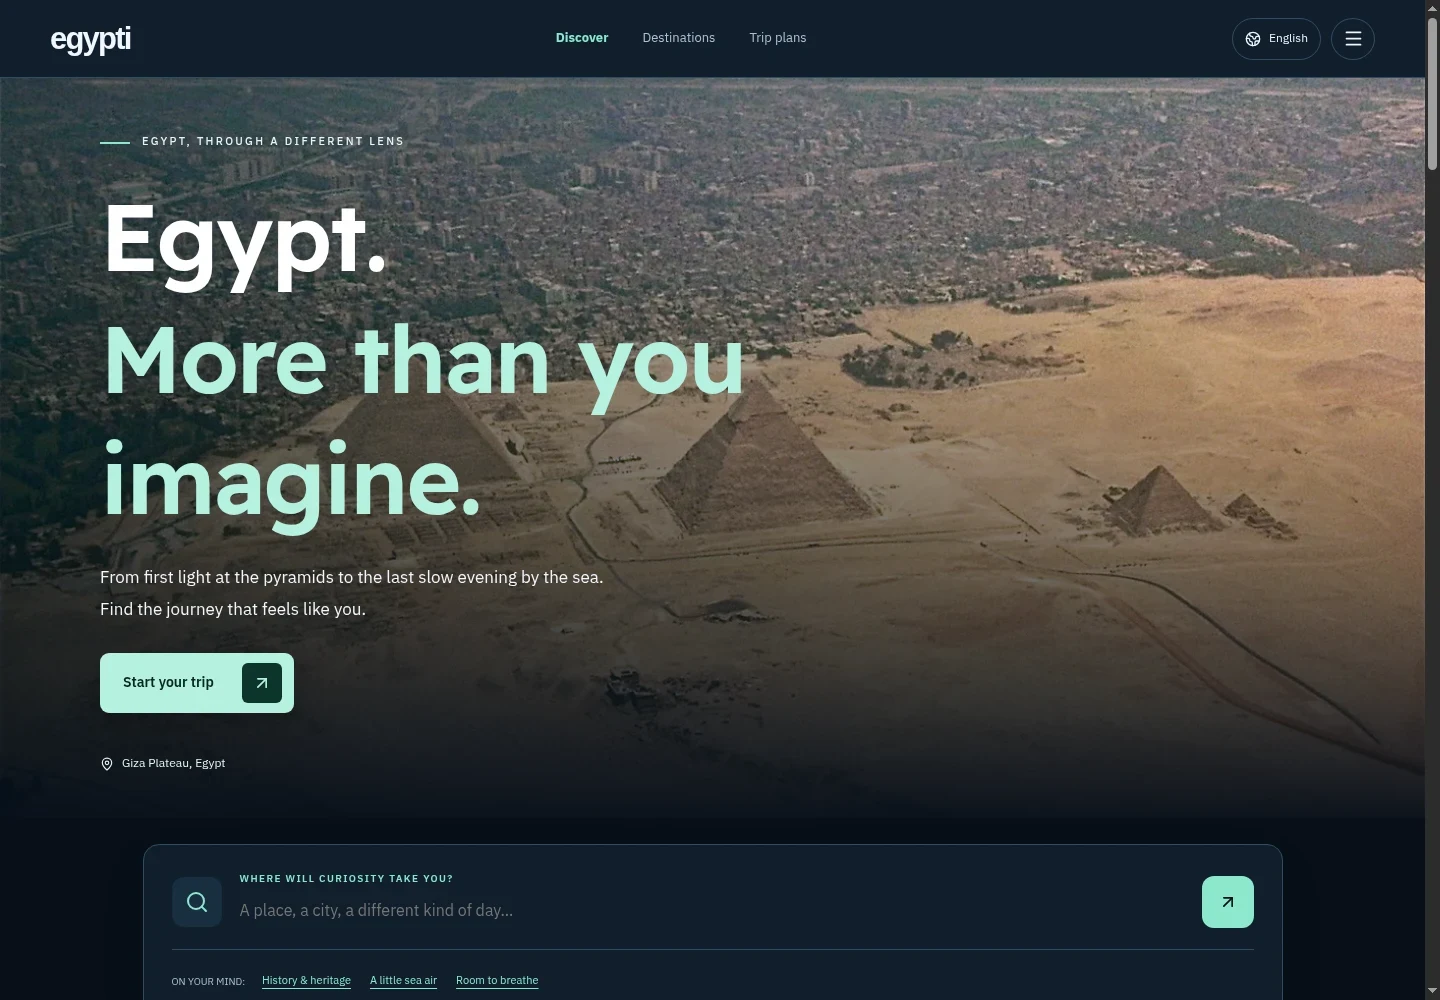 egypti
Discover
Destinations
Trip plans
English
EGYPT, THROUGH A DIFFERENT LENS
Egypt.
More than you
imagine.
From first light at the pyramids to the last slow evening by the sea.
Find the journey that feels like you.
Start your trip
Giza Plateau, Egypt
WHERE WILL CURIOSITY TAKE YOU?
A place, a city, a different kind of day...
ON YOUR MIND: History & heritage A little sea air Room to breathe